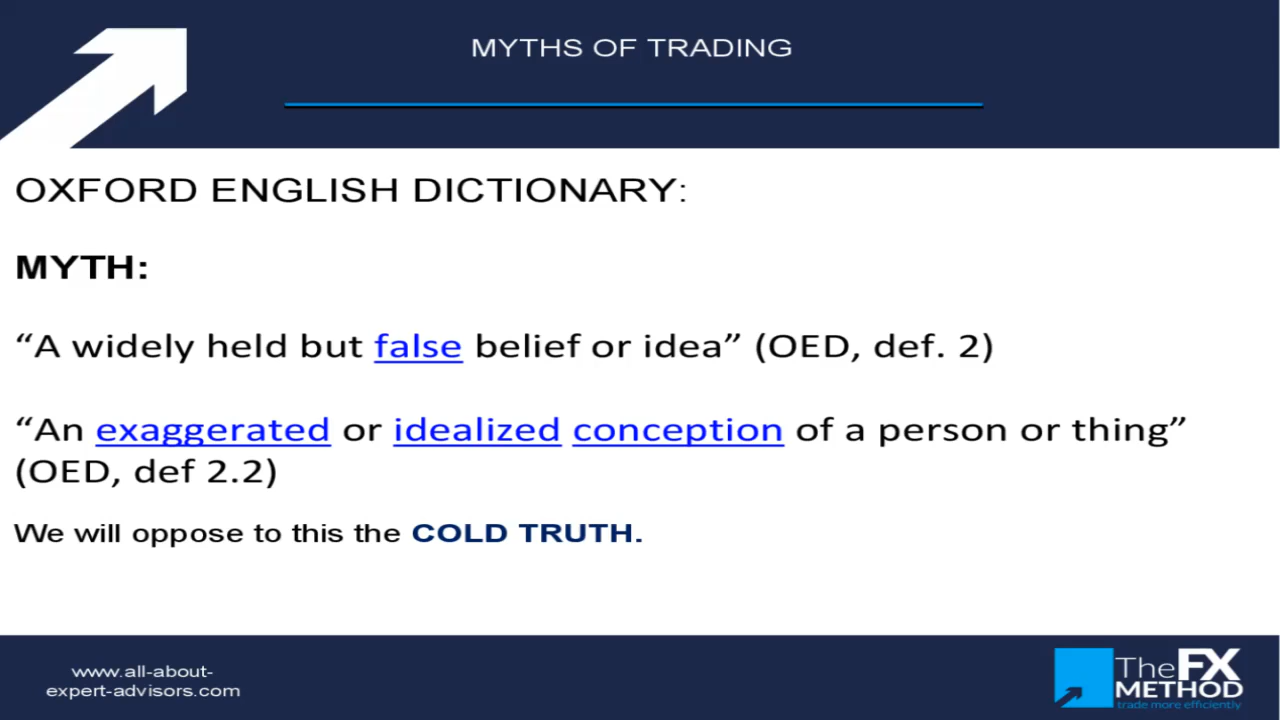 MYTHS OF TRADING
OXFORD ENGLISH DICTIONARY:
MYTH:
“A widely held but false belief or idea” (OED, def. 2)
“An exaggerated or idealized conception of a person or thing”
(OED, def 2.2)
We will oppose to this the COLD TRUTH.
www.all-about-
expert-advisors.com
TheFX
METHOD
trade more efficiently